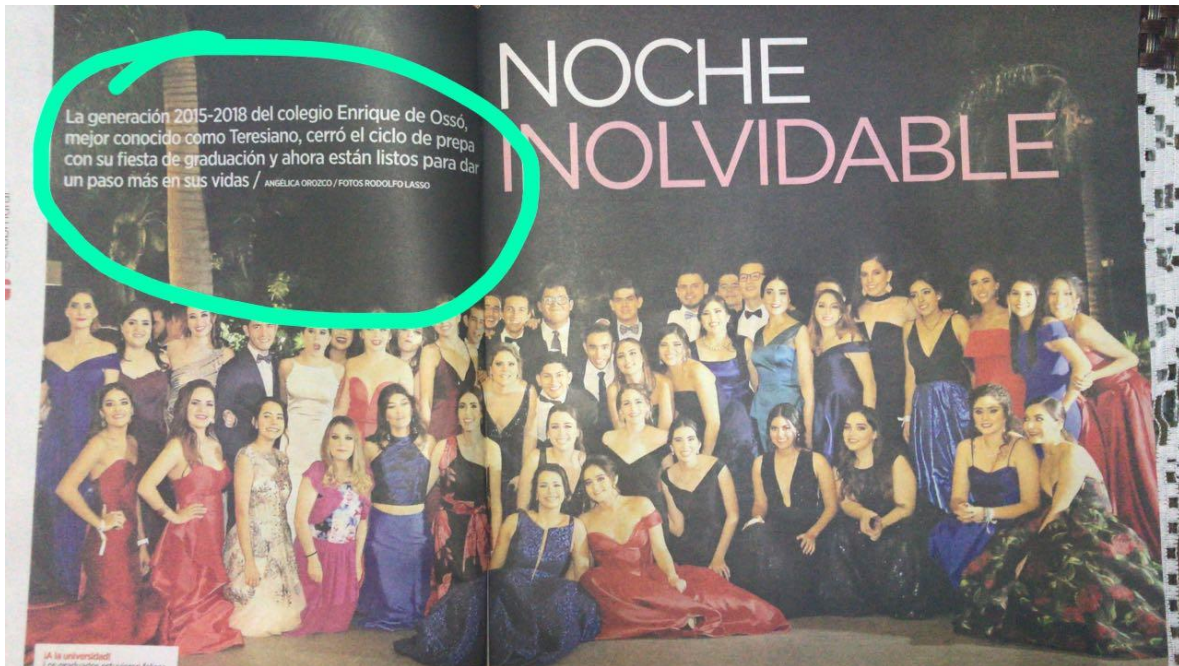 La generación 2015-2018 del colegio Enrique de Ossó,
mejor conocido como Teresiano, cerró el ciclo de prepa
con su fiesta de graduación y ahora están listos para dar
un paso más en sus vidas / ANGÉLICA OROZCO / FOTOS RODOLFO LASSO
NOCHE
INOLVIDABLE
¡A la universidad!